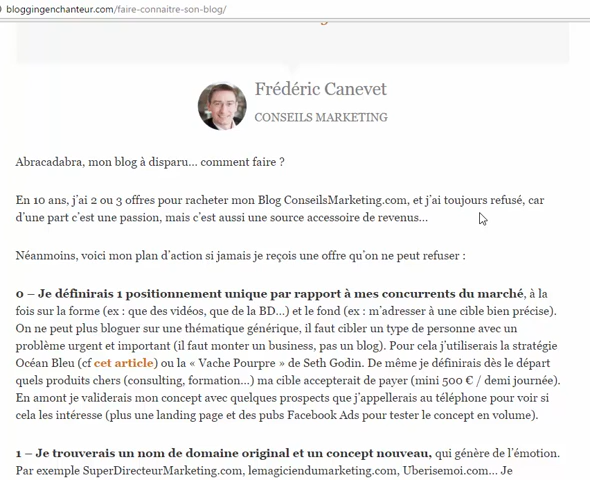 bloggingenchanteur.com/faire-connaitre-son-blog/
Frédéric Canevet
CONSEILS MARKETING
Abracadabra, mon blog à disparu... comment faire ?
En 10 ans, j'ai 2 ou 3 offres pour racheter mon Blog ConseilsMarketing.com, et j'ai toujours refusé, car
d'une part c'est une passion, mais c'est aussi une source accessoire de revenus...
Néanmoins, voici mon plan d'action si jamais je reçois une offre qu'on ne peut refuser :
0 – Je définirais 1 positionnement unique par rapport à mes concurrents du marché, à la
fois sur la forme (ex : que des vidéos, que de la BD...) et le fond (ex : m'adresser à une cible bien précise).
On ne peut plus bloguer sur une thématique générique, il faut cibler un type de personne avec un
problème urgent et important (il faut monter un business, pas un blog). Pour cela j'utiliserais la stratégie
Océan Bleu (cf cet article) ou la « Vache Pourpre » de Seth Godin. De même je définirais dès le départ
quels produits chers (consulting, formation...) ma cible accepterait de payer (mini 500 € / demi journée).
En amont je validerais mon concept avec quelques prospects que j'appellerais au téléphone pour voir si
cela les intéresse (plus une landing page et des pubs Facebook Ads pour tester le concept en volume).
1 – Je trouverais un nom de domaine original et un concept nouveau, qui génère de l'émotion.
Par exemple SuperDirecteurMarketing.com, lemagiciendumarketing.com, Uberisemoi.com... Je